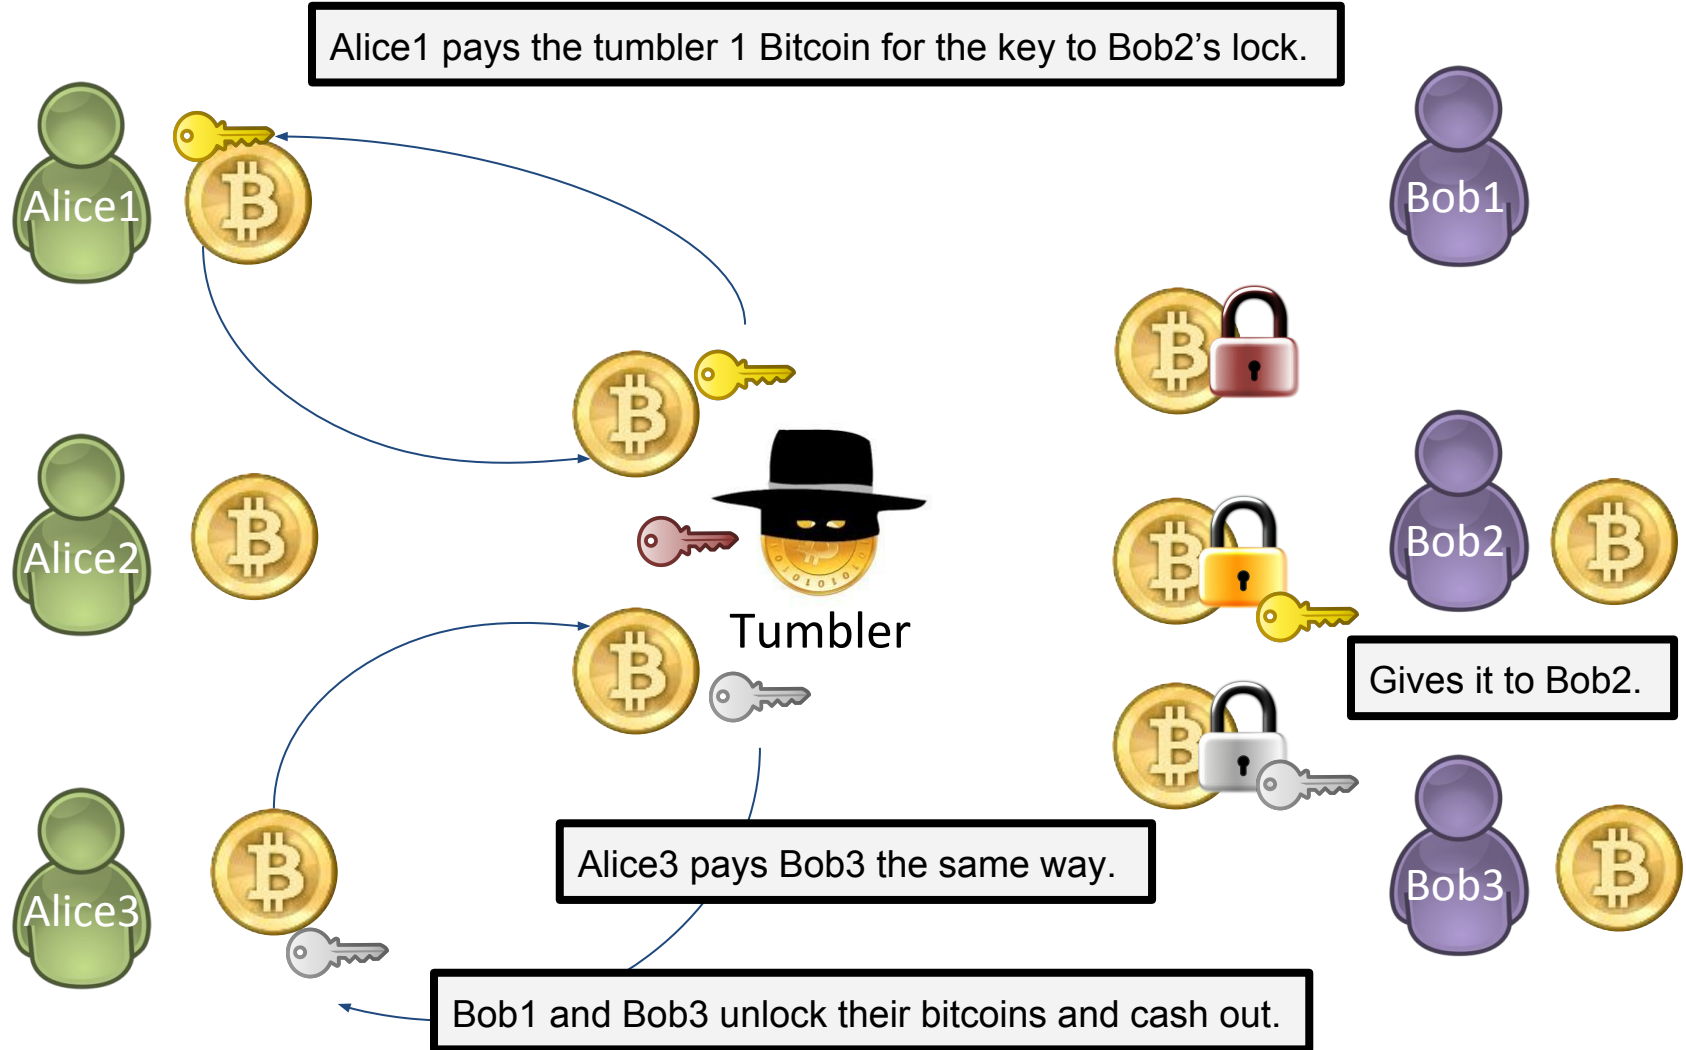 Alice1 pays the tumbler 1 Bitcoin for the key to Bob2’s lock.
Alice1
Bob1
Alice2
Bob2
Tumbler
Gives it to Bob2.
Alice3 pays Bob3 the same way.
Alice3
Bob3
Bob1 and Bob3 unlock their bitcoins and cash out.